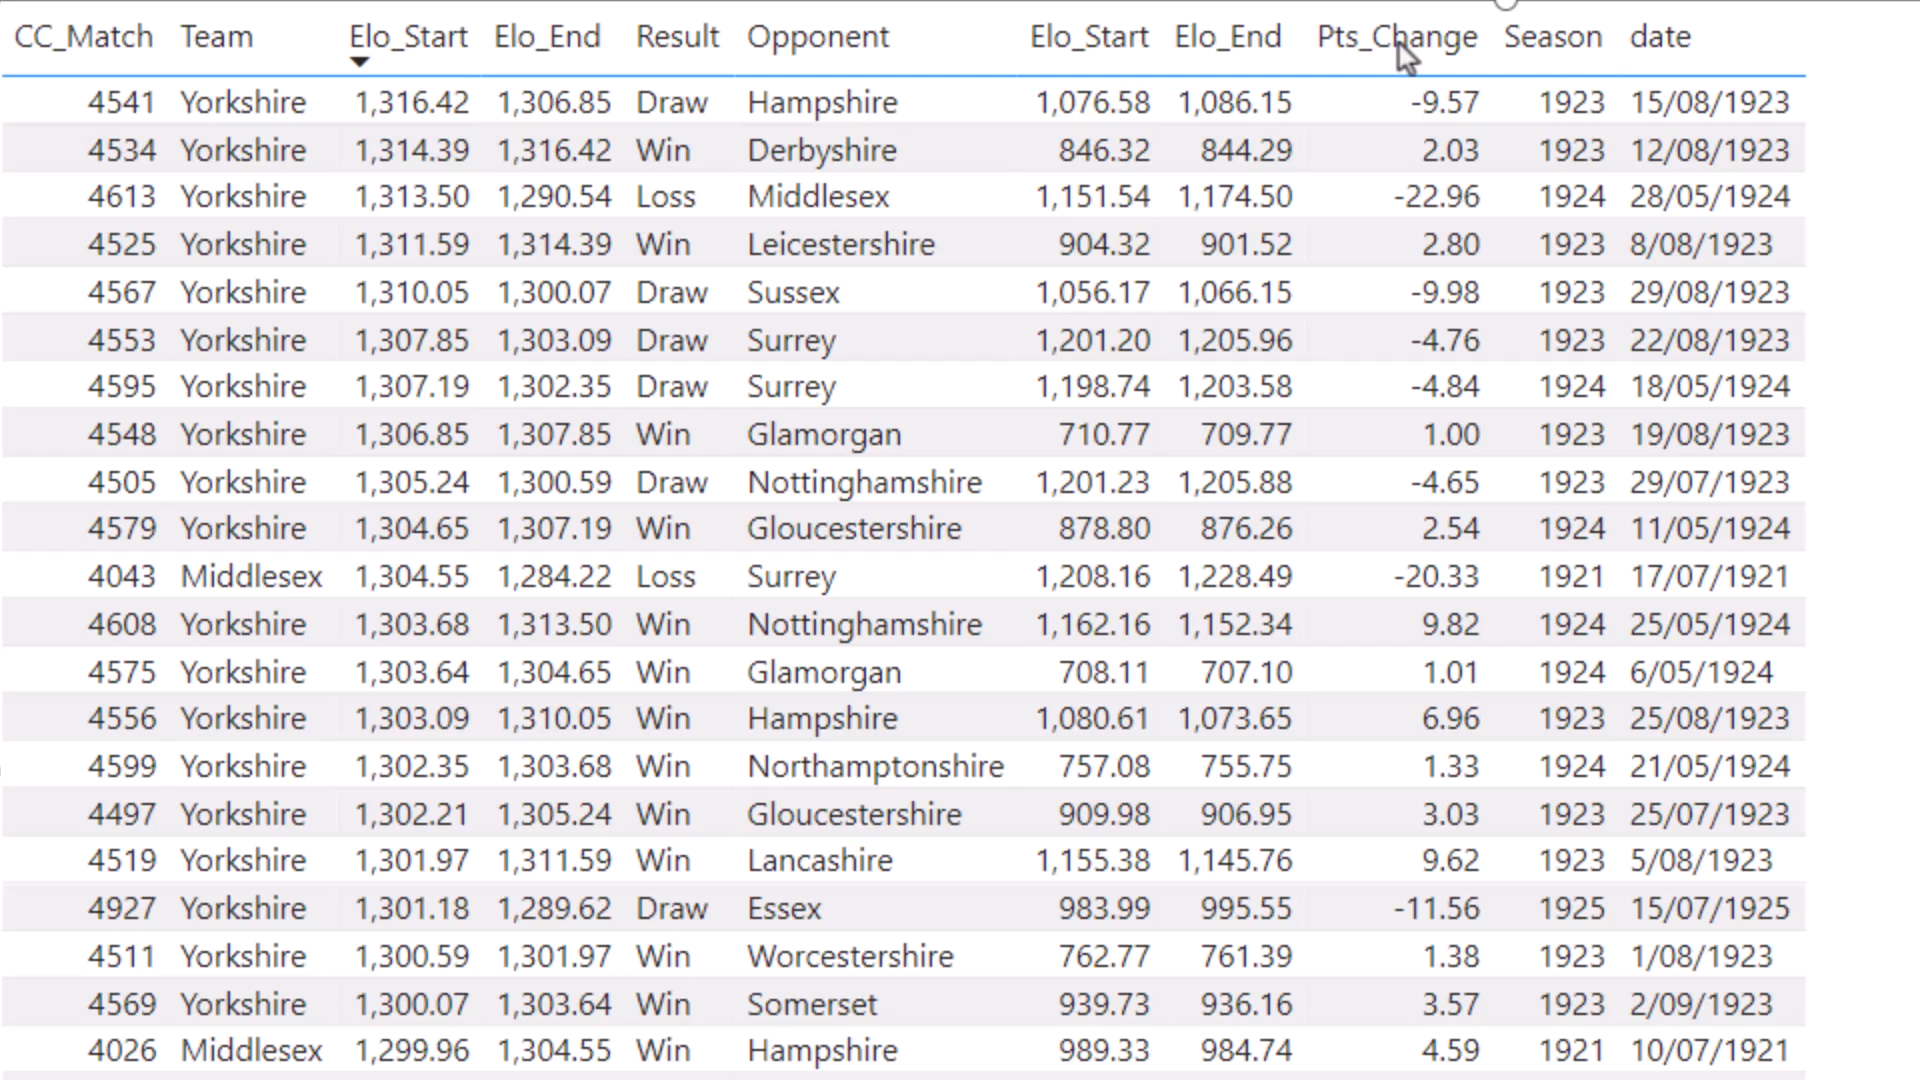 CC_Match Team Elo_Start Elo_End Result Opponent Elo_Start Elo_End Pts_Change Season date
4541 Yorkshire 1,316.42 1,306.85 Draw Hampshire 1,076.58 1,086.15 -9.57 1923 15/08/1923
4534 Yorkshire 1,314.39 1,316.42 Win Derbyshire 846.32 844.29 2.03 1923 12/08/1923
4613 Yorkshire 1,313.50 1,290.54 Loss Middlesex 1,151.54 1,174.50 -22.96 1924 28/05/1924
4525 Yorkshire 1,311.59 1,314.39 Win Leicestershire 904.32 901.52 2.80 1923 8/08/1923
4567 Yorkshire 1,310.05 1,300.07 Draw Sussex 1,056.17 1,066.15 -9.98 1923 29/08/1923
4553 Yorkshire 1,307.85 1,303.09 Draw Surrey 1,201.20 1,205.96 -4.76 1923 22/08/1923
4595 Yorkshire 1,307.19 1,302.35 Draw Surrey 1,198.74 1,203.58 -4.84 1924 18/05/1924
4548 Yorkshire 1,306.85 1,307.85 Win Glamorgan 710.77 709.77 1.00 1923 19/08/1923
4505 Yorkshire 1,305.24 1,300.59 Draw Nottinghamshire 1,201.23 1,205.88 -4.65 1923 29/07/1923
4579 Yorkshire 1,304.65 1,307.19 Win Gloucestershire 878.80 876.26 2.54 1924 11/05/1924
4043 Middlesex 1,304.55 1,284.22 Loss Surrey 1,208.16 1,228.49 -20.33 1921 17/07/1921
4608 Yorkshire 1,303.68 1,313.50 Win Nottinghamshire 1,162.16 1,152.34 9.82 1924 25/05/1924
4575 Yorkshire 1,303.64 1,304.65 Win Glamorgan 708.11 707.10 1.01 1924 6/05/1924
4556 Yorkshire 1,303.09 1,310.05 Win Hampshire 1,080.61 1,073.65 6.96 1923 25/08/1923
4599 Yorkshire 1,302.35 1,303.68 Win Northamptonshire 757.08 755.75 1.33 1924 21/05/1924
4497 Yorkshire 1,302.21 1,305.24 Win Gloucestershire 909.98 906.95 3.03 1923 25/07/1923
4519 Yorkshire 1,301.97 1,311.59 Win Lancashire 1,155.38 1,145.76 9.62 1923 5/08/1923
4927 Yorkshire 1,301.18 1,289.62 Draw Essex 983.99 995.55 -11.56 1925 15/07/1925
4511 Yorkshire 1,300.59 1,301.97 Win Worcestershire 762.77 761.39 1.38 1923 1/08/1923
4569 Yorkshire 1,300.07 1,303.64 Win Somerset 939.73 936.16 3.57 1923 2/09/1923
4026 Middlesex 1,299.96 1,304.55 Win Hampshire 989.33 984.74 4.59 1921 10/07/1921